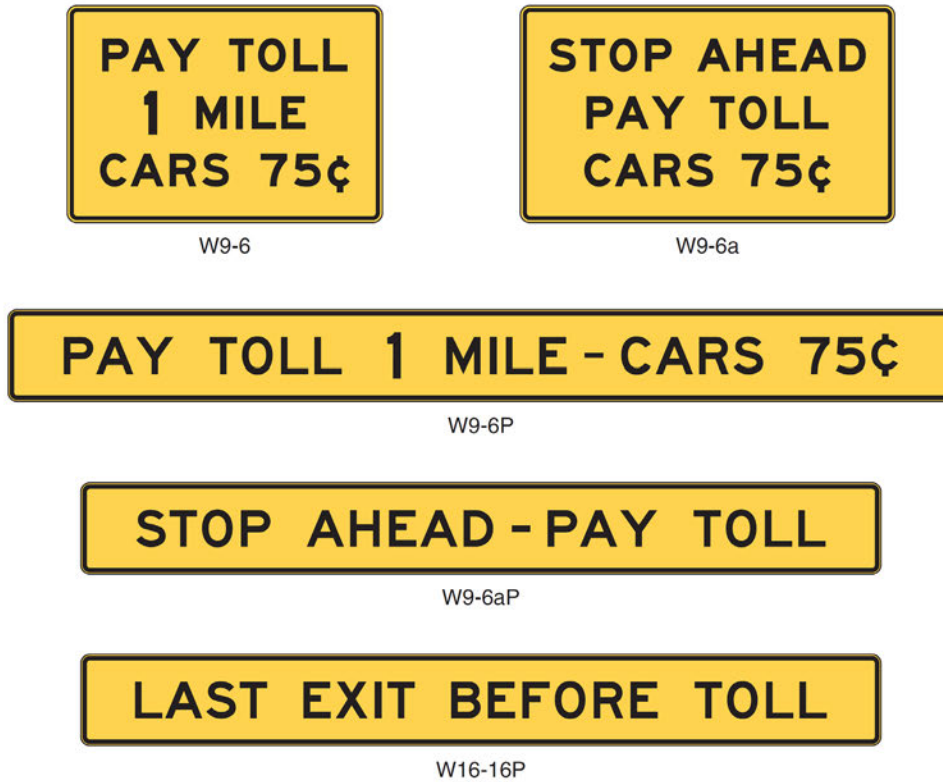 PAY TOLL
1 MILE
CARS 75¢
W9-6
STOP AHEAD
PAY TOLL
CARS 75¢
W9-6a
PAY TOLL 1 MILE - CARS 75¢
W9-6P
STOP AHEAD - PAY TOLL
W9-6aP
LAST EXIT BEFORE TOLL
W16-16P